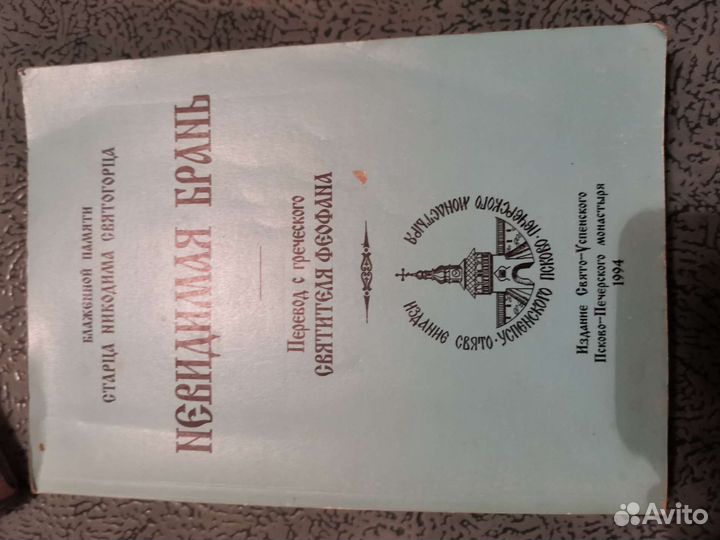 БЛАЖЕННОЙ ПАМЯТИ
СТАРЦА НИКОДИМА СВЯТОГОРЦА
НЕВИДИМАЯ БРАНЬ
Перевод с греческого
СВЯТИТЕЛЯ ФЕОФАНА
ИЗДАНИЕ СВЯТО-УСПЕНСКОГО ПСКОВО-ПЕЧЕРСКОГО МОНАСТЫРЯ
Издание Свято-Успенского
Псково-Печерского монастыря
1994
Avito